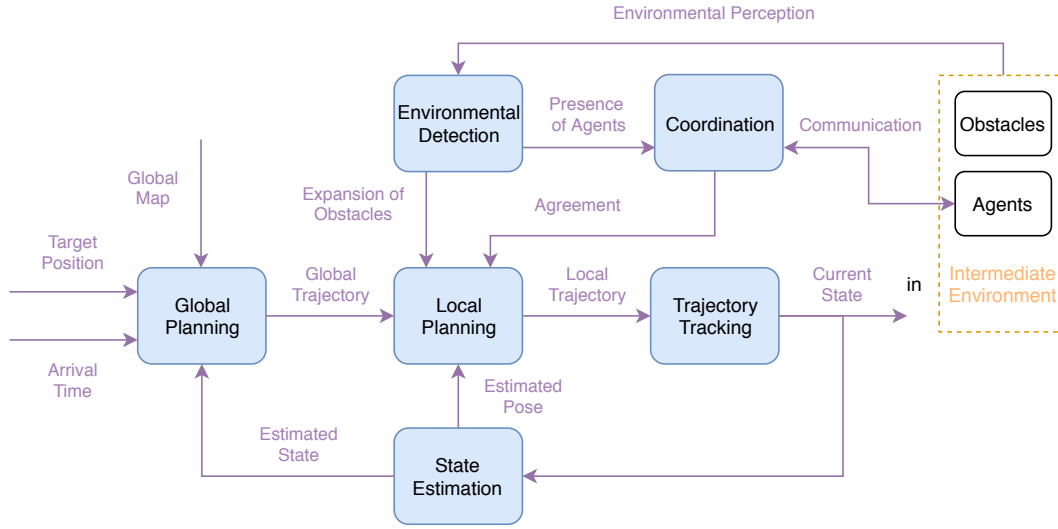 Environmental Perception
Environmental
Detection
Presence
of Agents
Coordination
Communication
Obstacles
Agents
Global
Map
Expansion of
Obstacles
Agreement
Target
Position
Global
Planning
Global
Trajectory
Local
Planning
Local
Trajectory
Trajectory
Tracking
Current
State
in
Intermediate
Environment
Arrival
Time
Estimated
State
Estimated
Pose
State
Estimation